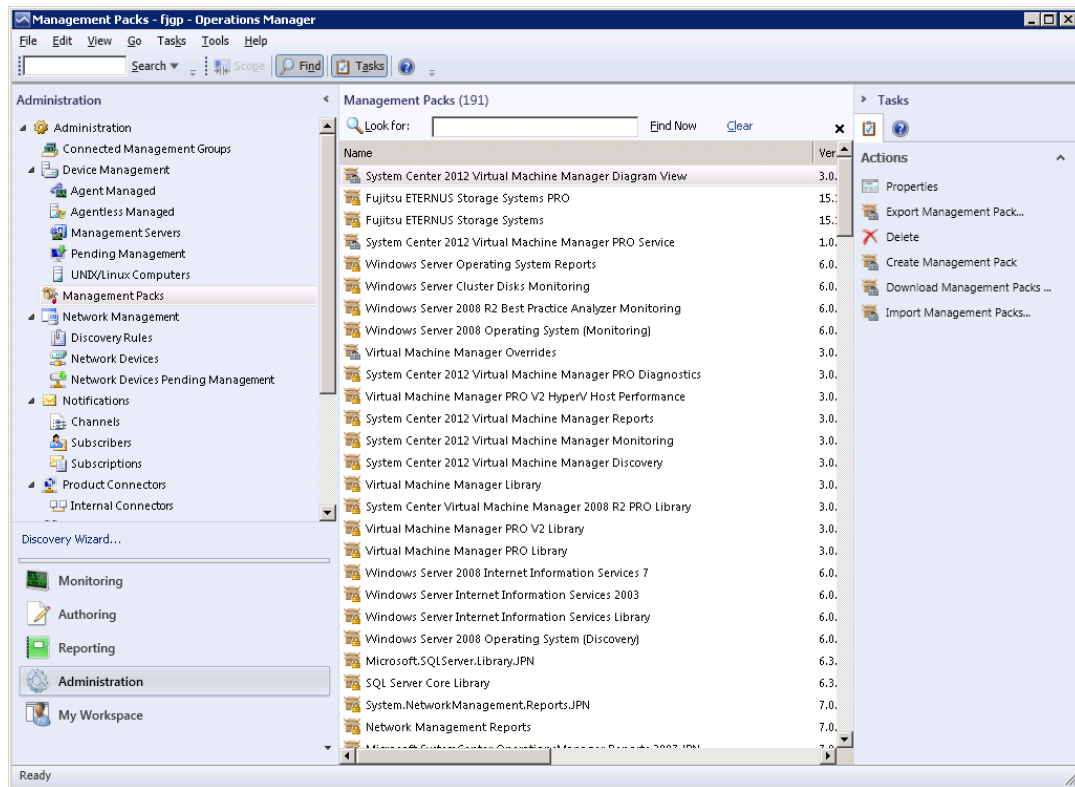 Management Packs - fjgp - Operations Manager
File Edit View Go Tasks Tools Help
Search Scope Find Tasks
Administration
Administration
Connected Management Groups
Device Management
Agent Managed
Agentless Managed
Management Servers
Pending Management
UNIX/Linux Computers
Management Packs
Network Management
Discovery Rules
Network Devices
Network Devices Pending Management
Notifications
Channels
Subscribers
Subscriptions
Product Connectors
Internal Connectors
Discovery Wizard...
Monitoring
Authoring
Reporting
Administration
My Workspace
Management Packs (191)
Look for: Find Now Clear
Name Ver
System Center 2012 Virtual Machine Manager Diagram View 3.0.
Fujitsu ETERNUS Storage Systems PRO 15.
Fujitsu ETERNUS Storage Systems 15.
System Center 2012 Virtual Machine Manager PRO Service 1.0.
Windows Server Operating System Reports 6.0.
Windows Server Cluster Disks Monitoring 6.0.
Windows Server 2008 R2 Best Practice Analyzer Monitoring 6.0.
Windows Server 2008 Operating System (Monitoring) 6.0.
Virtual Machine Manager Overrides 3.0.
System Center 2012 Virtual Machine Manager PRO Diagnostics 3.0.
Virtual Machine Manager PRO V2 HyperV Host Performance 3.0.
System Center 2012 Virtual Machine Manager Reports 3.0.
System Center 2012 Virtual Machine Manager Monitoring 3.0.
System Center 2012 Virtual Machine Manager Discovery 3.0.
Virtual Machine Manager Library 3.0.
System Center Virtual Machine Manager 2008 R2 PRO Library 3.0.
Virtual Machine Manager PRO V2 Library 3.0.
Virtual Machine Manager PRO Library 3.0.
Windows Server 2008 Internet Information Services 7 6.0.
Windows Server Internet Information Services 2003 6.0.
Windows Server Internet Information Services Library 6.0.
Windows Server 2008 Operating System (Discovery) 6.0.
Microsoft.SQLServer.Library.JPN 6.3.
SQL Server Core Library 6.3.
System.NetworkManagement.Reports.JPN 7.0.
Network Management Reports 7.0.
Tasks
Actions
Properties
Export Management Pack...
Delete
Create Management Pack
Download Management Packs ...
Import Management Packs...
Ready